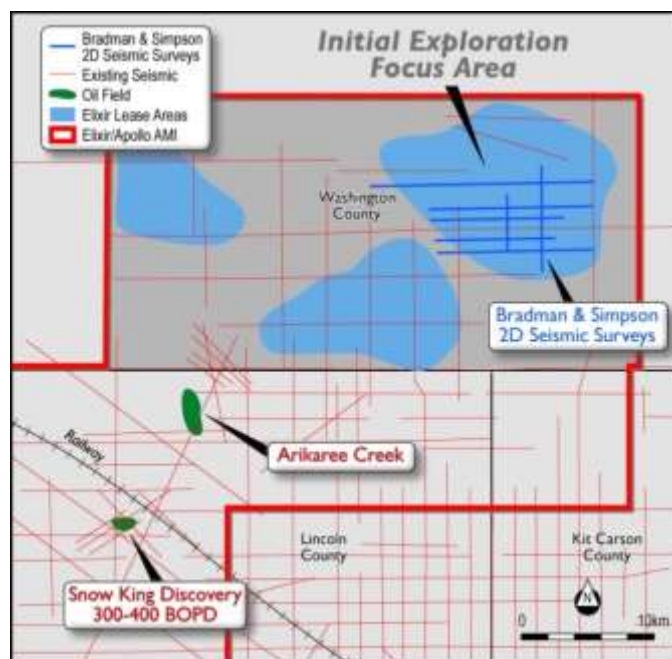 Bradman & Simpson
2D Seismic Surveys
Existing Seismic
Oil Field
Elixir Lease Areas
Elixir/Apollo AMI
Initial Exploration
Focus Area
Washington
County
Bradman & Simpson
2D Seismic Surveys
Arikaree Creek
Railway
Lincoln
County
Kit Carson
County
Snow King Discovery
300-400 BOPD
N
0
10km